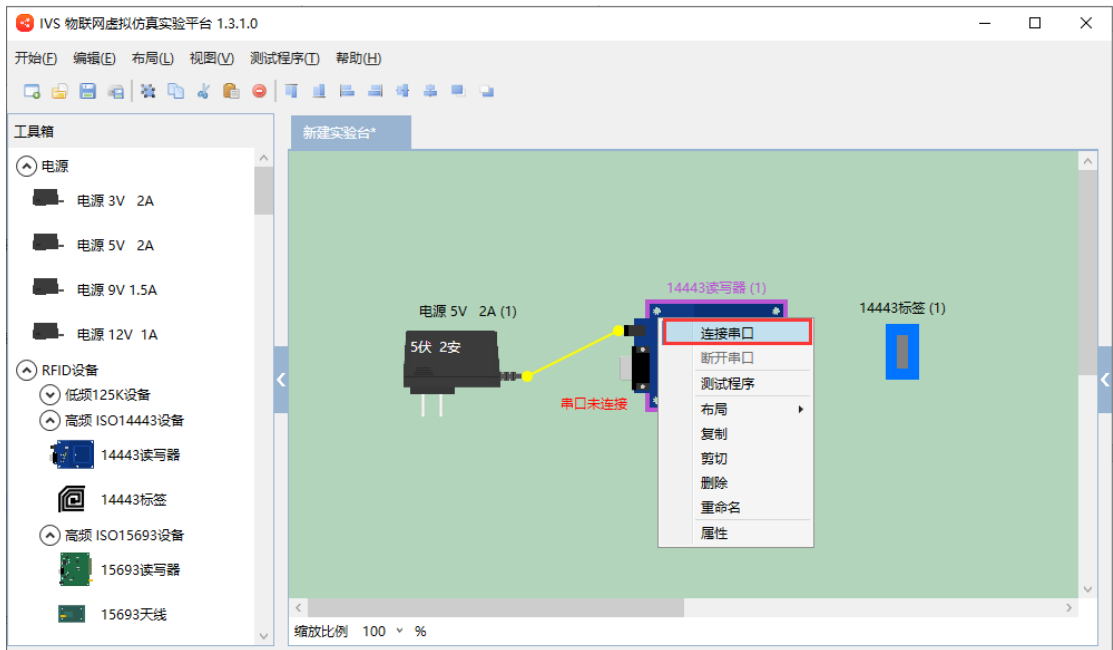 IVS 物联网虚拟仿真实验平台 1.3.1.0
开始(F) 编辑(E) 布局(L) 视图(V) 测试程序(T) 帮助(H)
工具箱
新建实验台*
电源
电源 3V 2A
电源 5V 2A
电源 9V 1.5A
电源 12V 1A
RFID设备
低频125K设备
高频 ISO14443设备
14443读写器
14443标签
高频 ISO15693设备
15693读写器
15693天线
电源 5V 2A (1)
5伏 2安
串口未连接
14443读写器 (1)
14443标签 (1)
连接串口
断开串口
测试程序
布局
复制
剪切
删除
重命名
属性
缩放比例 100 %